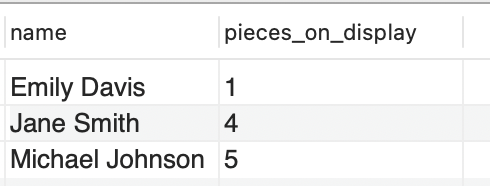 name pieces_on_display
Emily Davis 1
Jane Smith 4
Michael Johnson 5